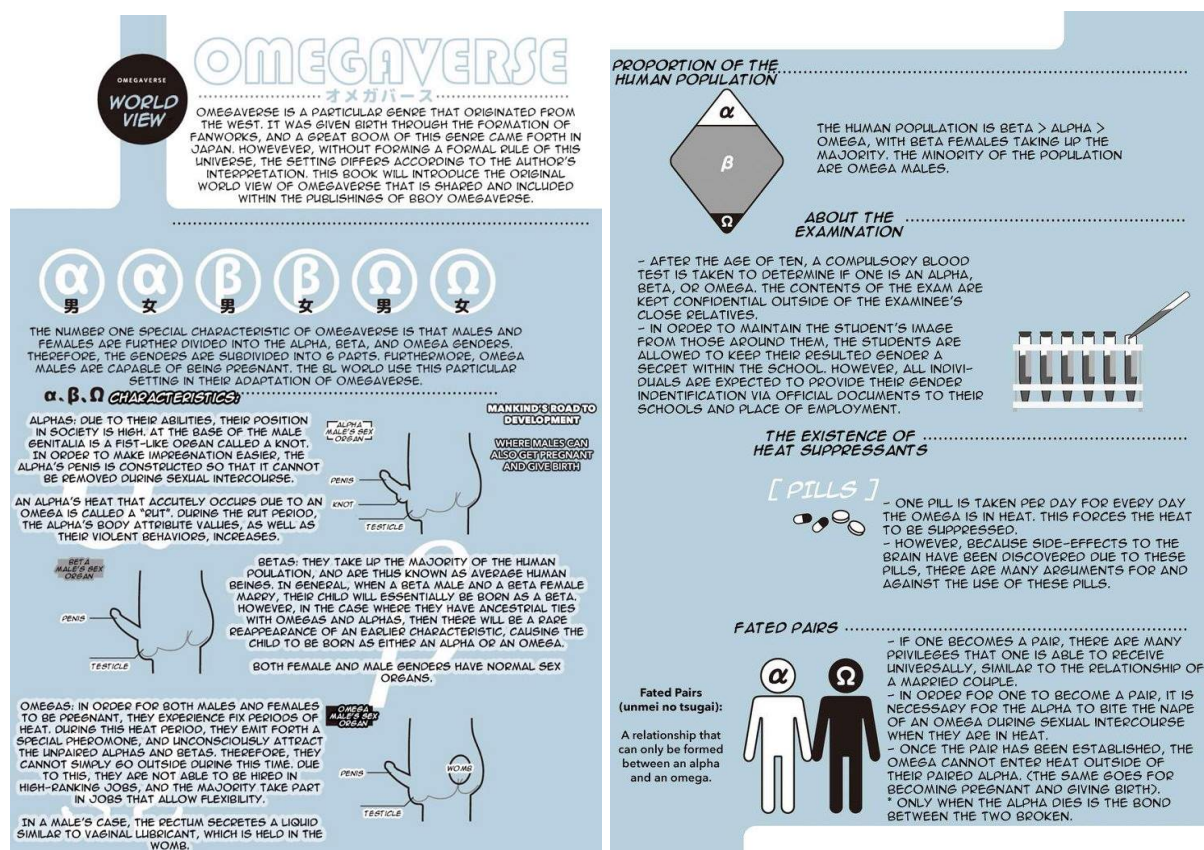 OMEGAVERSE
WORLD
VIEW
OMEGAVERSE
オメガバース
OMEGAVERSE IS A PARTICULAR GENRE THAT ORIGINATED FROM
THE WEST. IT WAS GIVEN BIRTH THROUGH THE FORMATION OF
FANWORKS, AND A GREAT BOOM OF THIS GENRE CAME FORTH IN
JAPAN. HOWEVEVER, WITHOUT FORMING A FORMAL RULE OF THIS
UNIVERSE, THE SETTING DIFFERS ACCORDING TO THE AUTHOR'S
INTERPRETATION. THIS BOOK WILL INTRODUCE THE ORIGINAL
WORLD VIEW OF OMEGAVERSE THAT IS SHARED AND INCLUDED
WITHIN THE PUBLISHINGS OF BBOY OMEGAVERSE.
α α β β Ω Ω
男 女 男 女 男 女
THE NUMBER ONE SPECIAL CHARACTERISTIC OF OMEGAVERSE IS THAT MALES AND
FEMALES ARE FURTHER DIVIDED INTO THE ALPHA, BETA, AND OMEGA GENDERS.
THEREFORE, THE GENDERS ARE SUBDIVIDED INTO 6 PARTS. FURTHERMORE, OMEGA
MALES ARE CAPABLE OF BEING PREGNANT. THE BL WORLD USE THIS PARTICULAR
SETTING IN THEIR ADAPTATION OF OMEGAVERSE.
α、β、Ω CHARACTERISTICS:
ALPHAS: DUE TO THEIR ABILITIES, THEIR POSITION
IN SOCIETY IS HIGH. AT THE BASE OF THE MALE
GENITALIA IS A FIST-LIKE ORGAN CALLED A KNOT.
IN ORDER TO MAKE IMPREGNATION EASIER, THE
ALPHA'S PENIS IS CONSTRUCTED SO THAT IT CANNOT
BE REMOVED DURING SEXUAL INTERCOURSE.
AN ALPHA'S HEAT THAT ACCUTELY OCCURS DUE TO AN
OMEGA IS CALLED A "RUT". DURING THE RUT PERIOD,
THE ALPHA'S BODY ATTRIBUTE VALUES, AS WELL AS
THEIR VIOLENT BEHAVIORS, INCREASES.
ALPHA
MALE'S SEX
ORGAN
PENIS
KNOT
TESTICLE
MANKIND'S ROAD TO
DEVELOPMENT
WHERE MALES CAN
ALSO GET PREGNANT
AND GIVE BIRTH
BETA
MALE'S SEX
ORGAN
PENIS
TESTICLE
BETAS: THEY TAKE UP THE MAJORITY OF THE HUMAN
POULATION, AND ARE THUS KNOWN AS AVERAGE HUMAN
BEINGS. IN GENERAL, WHEN A BETA MALE AND A BETA FEMALE
MARRY, THEIR CHILD WILL ESSENTIALLY BE BORN AS A BETA.
HOWEVER, IN THE CASE WHERE THEY HAVE ANCESTRAL TIES
WITH OMEGAS AND ALPHAS, THEN THERE WILL BE A RARE
REAPPEARANCE OF AN EARLIER CHARACTERISTIC, CAUSING THE
CHILD TO BE BORN AS EITHER AN ALPHA OR AN OMEGA.
BOTH FEMALE AND MALE GENDERS HAVE NORMAL SEX
ORGANS.
OMEGAS: IN ORDER FOR BOTH MALES AND FEMALES
TO BE PREGNANT, THEY EXPERIENCE FIX PERIODS OF
HEAT. DURING THIS HEAT PERIOD, THEY EMIT FORTH A
SPECIAL PHEROMONE, AND UNCONSCIOUSLY ATTRACT
THE UNPAIRED ALPHAS AND BETAS. THEREFORE, THEY
CANNOT SIMPLY GO OUTSIDE DURING THIS TIME. DUE
TO THIS, THEY ARE NOT ABLE TO BE HIRED IN
HIGH-RANKING JOBS, AND THE MAJORITY TAKE PART
IN JOBS THAT ALLOW FLEXIBILITY.
IN A MALE'S CASE, THE RECTUM SECRETES A LIQUID
SIMILAR TO VAGINAL LUBRICANT, WHICH IS HELD IN THE
WOMB.
OMEGA
MALE'S SEX
ORGAN
WOMB
PENIS
TESTICLE
PROPORTION OF THE
HUMAN POPULATION
α
β
Ω
THE HUMAN POPULATION IS BETA > ALPHA >
OMEGA, WITH BETA FEMALES TAKING UP THE
MAJORITY. THE MINORITY OF THE POPULATION
ARE OMEGA MALES.
ABOUT THE
EXAMINATION
- AFTER THE AGE OF TEN, A COMPULSORY BLOOD
TEST IS TAKEN TO DETERMINE IF ONE IS AN ALPHA,
BETA, OR OMEGA. THE CONTENTS OF THE EXAM ARE
KEPT CONFIDENTIAL OUTSIDE OF THE EXAMINEE'S
CLOSE RELATIVES.
- IN ORDER TO MAINTAIN THE STUDENT'S IMAGE
FROM THOSE AROUND THEM, THE STUDENTS ARE
ALLOWED TO KEEP THEIR RESULTED GENDER A
SECRET WITHIN THE SCHOOL. HOWEVER, ALL INDIVI-
DUALS ARE EXPECTED TO PROVIDE THEIR GENDER
INDENTIFICATION VIA OFFICIAL DOCUMENTS TO THEIR
SCHOOLS AND PLACE OF EMPLOYMENT.
THE EXISTENCE OF
HEAT SUPPRESSANTS
[ PILLS ]
- ONE PILL IS TAKEN PER DAY FOR EVERY DAY
THE OMEGA IS IN HEAT. THIS FORCES THE HEAT
TO BE SUPPRESSED.
- HOWEVER, BECAUSE SIDE-EFFECTS TO THE
BRAIN HAVE BEEN DISCOVERED DUE TO THESE
PILLS, THERE ARE MANY ARGUMENTS FOR AND
AGAINST THE USE OF THESE PILLS.
FATED PAIRS
Fated Pairs
(unmei no tsugai):
A relationship that
can only be formed
between an alpha
and an omega.
α Ω
- IF ONE BECOMES A PAIR, THERE ARE MANY
PRIVILEGES THAT ONE IS ABLE TO RECEIVE
UNIVERSALLY, SIMILAR TO THE RELATIONSHIP OF
A MARRIED COUPLE.
- IN ORDER FOR ONE TO BECOME A PAIR, IT IS
NECESSARY FOR THE ALPHA TO BITE THE NAPE
OF AN OMEGA DURING SEXUAL INTERCOURSE
WHEN THEY ARE IN HEAT.
- ONCE THE PAIR HAS BEEN ESTABLISHED, THE
OMEGA CANNOT ENTER HEAT OUTSIDE OF
THEIR PAIRED ALPHA. (THE SAME GOES FOR
BECOMING PREGNANT AND GIVING BIRTH).
* ONLY WHEN THE ALPHA DIES IS THE BOND
BETWEEN THE TWO BROKEN.